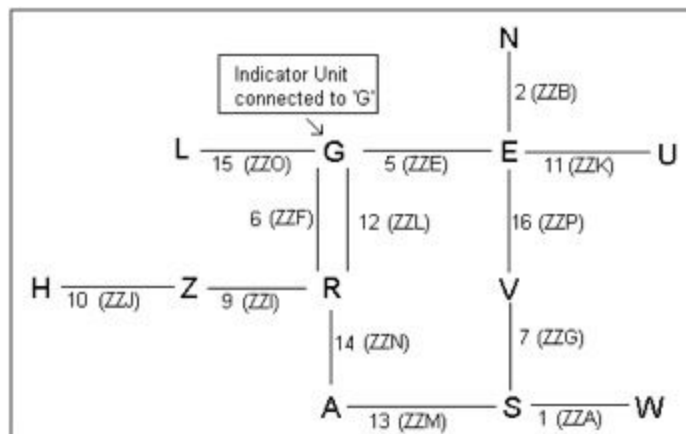 N
Indicator Unit
connected to 'G'
2 (ZZB)
L
G
E
U
15 (ZZO)
5 (ZZE)
11 (ZZK)
6 (ZZF)
12 (ZZL)
16 (ZZP)
H
Z
R
V
10 (ZZJ)
9 (ZZI)
14 (ZZN)
7 (ZZG)
A
S
W
13 (ZZM)
1 (ZZA)